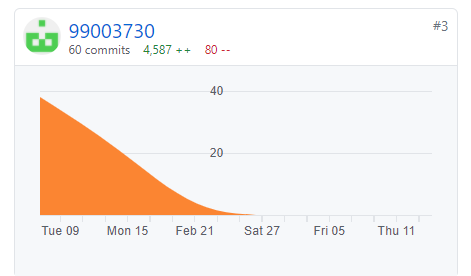 99003730 #3
60 commits 4,587 ++ 80 --
40
20
Tue 09 Mon 15 Feb 21 Sat 27 Fri 05 Thu 11